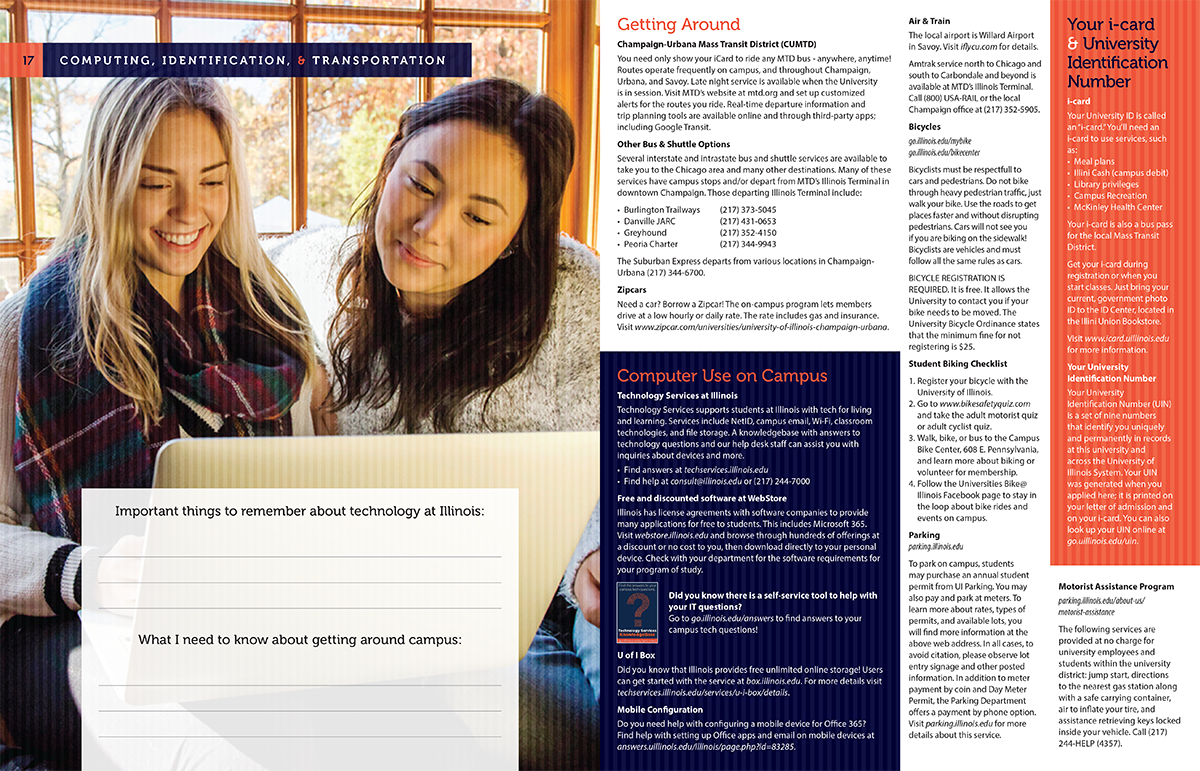 17
COMPUTING, IDENTIFICATION, & TRANSPORTATION
Important things to remember about technology at Illinois:
What I need to know about getting around campus:
Getting Around
Champaign-Urbana Mass Transit District (CUMTD)
You need only show your iCard to ride any MTD bus - anywhere, anytime!
Routes operate frequently on campus, and throughout Champaign,
Urbana, and Savoy. Late night service is available when the University
is in session. Visit MTD's website at mtd.org and set up customized
alerts for the routes you ride. Real-time departure information and
trip planning tools are available online and through third-party apps;
including Google Transit.
Other Bus & Shuttle Options
Several interstate and intrastate bus and shuttle services are available to
take you to the Chicago area and many other destinations. Many of these
services have campus stops and/or depart from MTD's Illinois Terminal in
downtown Champaign. Those departing Illinois Terminal include:
• Burlington Trailways (217) 373-5045
• Danville JARC (217) 431-0653
• Greyhound (217) 352-4150
• Peoria Charter (217) 344-9943
The Suburban Express departs from various locations in Champaign-
Urbana (217) 344-6700.
Zipcars
Need a car? Borrow a Zipcar! The on-campus program lets members
drive at a low hourly or daily rate. The rate includes gas and insurance.
Visit www.zipcar.com/universities/university-of-illinois-champaign-urbana.
Computer Use on Campus
Technology Services at Illinois
Technology Services supports students at Illinois with tech for living
and learning. Services include NetID, campus email, Wi-Fi, classroom
technologies, and file storage. A knowledgebase with answers to
technology questions and our help desk staff can assist you with
inquiries about devices and more.
• Find answers at techservices.illinois.edu
• Find help at consult@illinois.edu or (217) 244-7000
Free and discounted software at WebStore
Illinois has license agreements with software companies to provide
many applications for free to students. This includes Microsoft 365.
Visit webstore.illinois.edu and browse through hundreds of offerings at
a discount or no cost to you, then download directly to your personal
device. Check with your department for the software requirements for
your program of study.
Find the answers to your
campus tech questions
?
Technology Services
KnowledgeBase
Did you know there is a self-service tool to help with
your IT questions?
Go to go.illinois.edu/answers to find answers to your
campus tech questions!
U of I Box
Did you know that Illinois provides free unlimited online storage! Users
can get started with the service at box.illinois.edu. For more details visit
techservices.illinois.edu/services/u-i-box/details.
Mobile Configuration
Do you need help with configuring a mobile device for Office 365?
Find help with setting up Office apps and email on mobile devices at
answers.uillinois.edu/illinois/page.php?id=83285.
Air & Train
The local airport is Willard Airport
in Savoy. Visit iflycu.com for details.
Amtrak service north to Chicago and
south to Carbondale and beyond is
available at MTD's Illinois Terminal.
Call (800) USA-RAIL or the local
Champaign office at (217) 352-5905.
Bicycles
go.illinois.edu/mybike
go.illinois.edu/bikecenter
Bicyclists must be respectfull to
cars and pedestrians. Do not bike
through heavy pedestrian traffic, just
walk your bike. Use the roads to get
places faster and without disrupting
pedestrians. Cars will not see you
if you are biking on the sidewalk!
Bicyclists are vehicles and must
follow all the same rules as cars.
BICYCLE REGISTRATION IS
REQUIRED. It is free. It allows the
University to contact you if your
bike needs to be moved. The
University Bicycle Ordinance states
that the minimum fine for not
registering is $25.
Student Biking Checklist
1. Register your bicycle with the
University of Illinois.
2. Go to www.bikesafetyquiz.com
and take the adult motorist quiz
or adult cyclist quiz.
3. Walk, bike, or bus to the Campus
Bike Center, 608 E. Pennsylvania,
and learn more about biking or
volunteer for membership.
4. Follow the Universities Bike@
Illinois Facebook page to stay in
the loop about bike rides and
events on campus.
Parking
parking.illinois.edu
To park on campus, students
may purchase an annual student
permit from UI Parking. You may
also pay and park at meters. To
learn more about rates, types of
permits, and available lots, you
will find more information at the
above web address. In all cases, to
avoid citation, please observe lot
entry signage and other posted
information. In addition to meter
payment by coin and Day Meter
Permit, the Parking Department
offers a payment by phone option.
Visit parking.illinois.edu for more
details about this service.
Your i-card
& University
Identification
Number
i-card
Your University ID is called
an "i-card." You'll need an
i-card to use services, such
as:
• Meal plans
• Illini Cash (campus debit)
• Library privileges
• Campus Recreation
• McKinley Health Center
Your i-card is also a bus pass
for the local Mass Transit
District.
Get your i-card during
registration or when you
start classes. Just bring your
current, government photo
ID to the ID Center, located in
the Illini Union Bookstore.
Visit www.icard.uillinois.edu
for more information.
Your University
Identification Number
Your University
Identification Number (UIN)
is a set of nine numbers
that identify you uniquely
and permanently in records
at this university and
across the University of
Illinois System. Your UIN
was generated when you
applied here; it is printed on
your letter of admission and
on your i-card. You can also
look up your UIN online at
go.uillinois.edu/uin.
Motorist Assistance Program
parking.illinois.edu/about-us/
motorist-assistance
The following services are
provided at no charge for
university employees and
students within the university
district: jump start, directions
to the nearest gas station along
with a safe carrying container,
air to inflate your tire, and
assistance retrieving keys locked
inside your vehicle. Call (217)
244-HELP (4357).